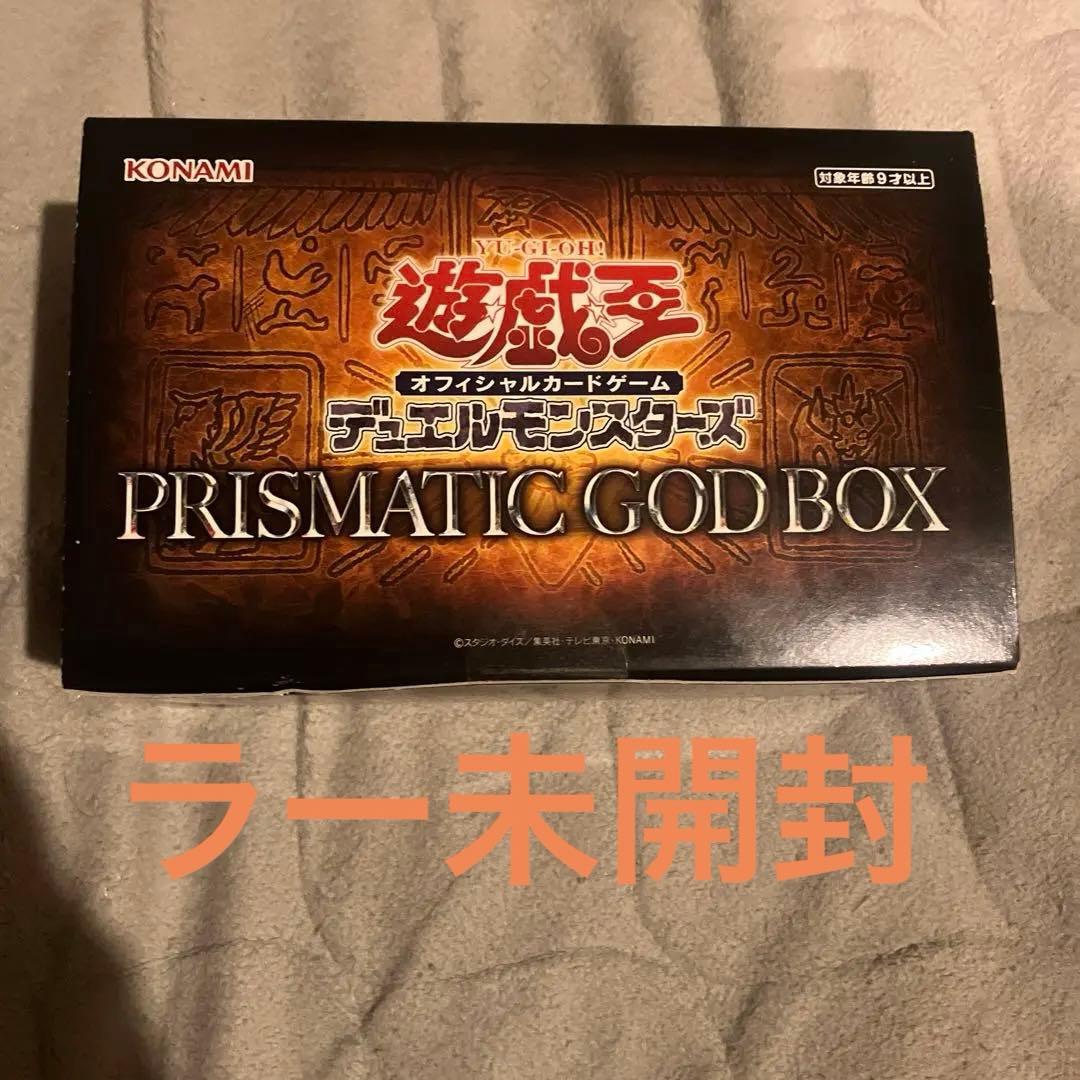 KONAMI
対象年齢9才以上
YU-GI-OH!
遊戯王
オフィシャルカードゲーム
デュエルモンスターズ
PRISMATIC GOD BOX
©スタジオ・ダイス/集英社・テレビ東京・KONAMI
ラー未開封